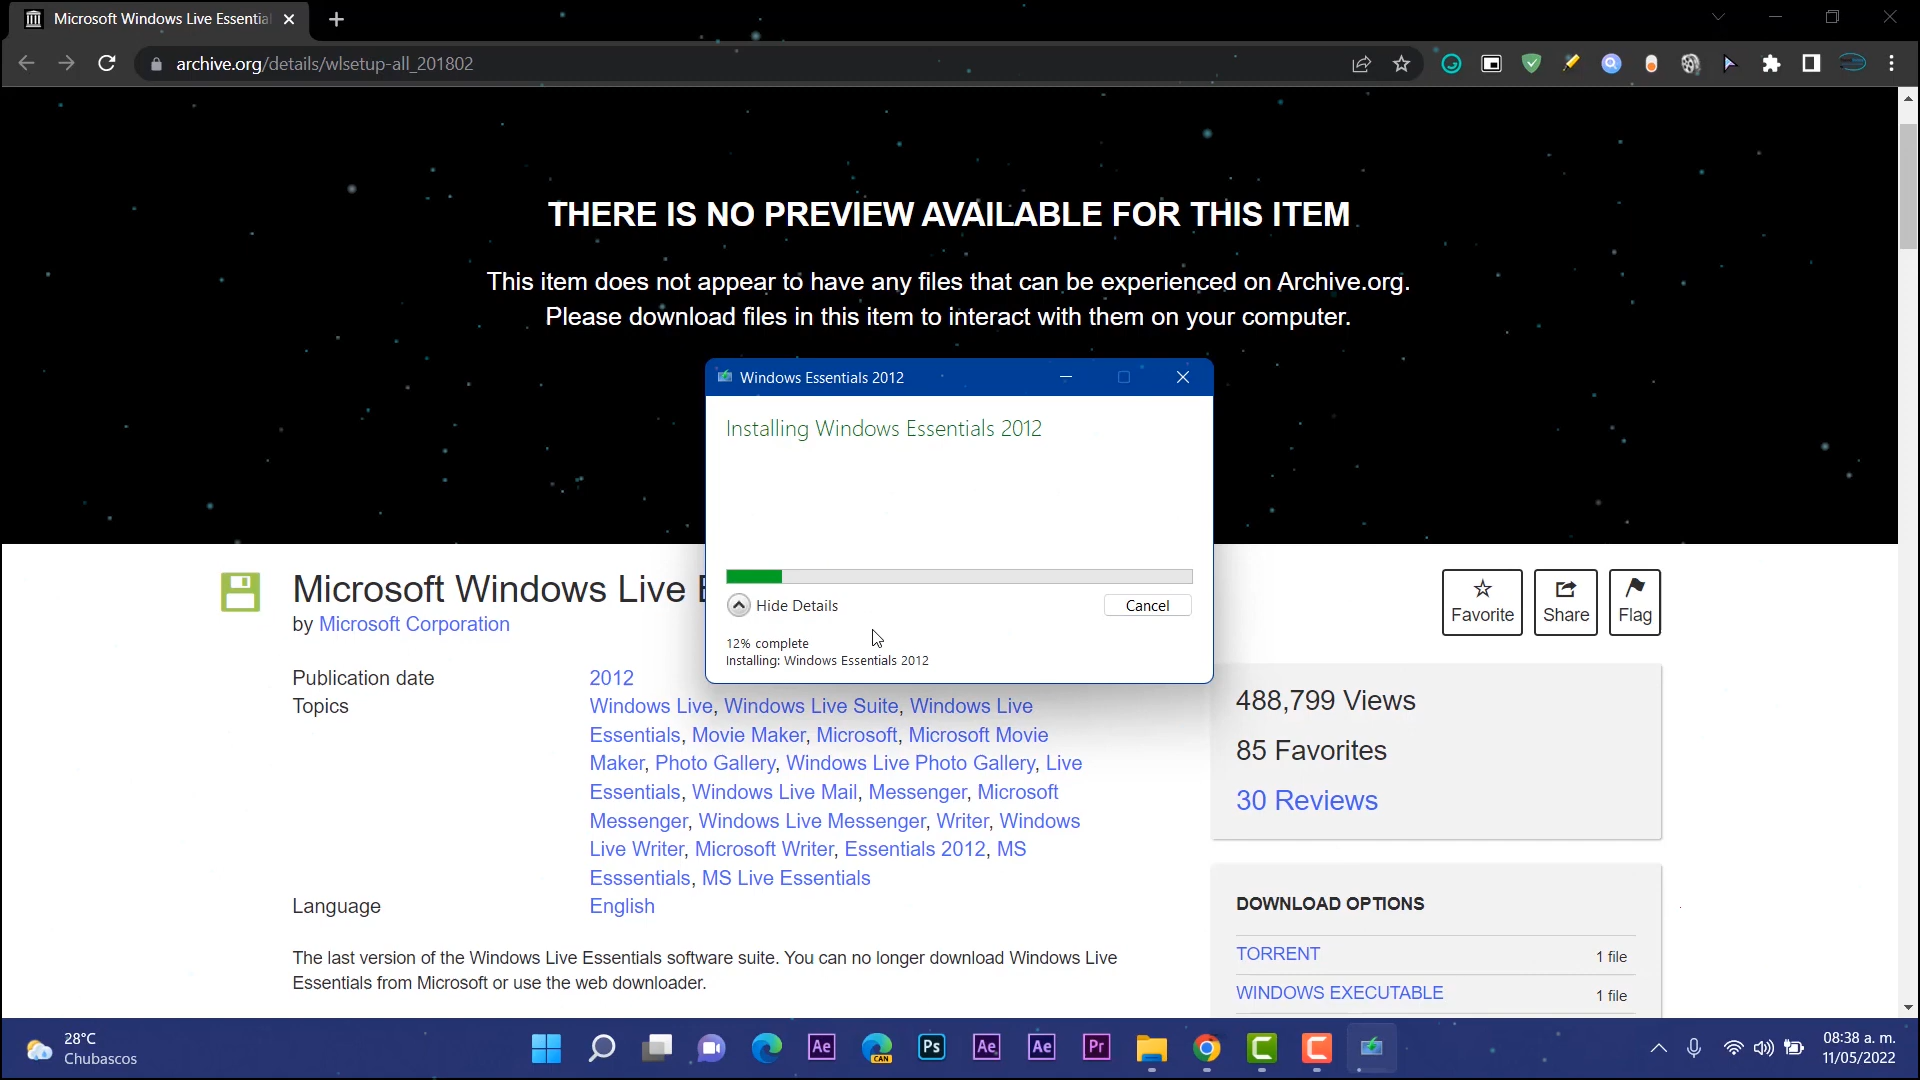 Microsoft Windows Live Essentia
archive.org/details/wlsetup-all_201802
THERE IS NO PREVIEW AVAILABLE FOR THIS ITEM
This item does not appear to have any files that can be experienced on Archive.org.
Please download files in this item to interact with them on your computer.
Windows Essentials 2012
Installing Windows Essentials 2012
Hide Details
Cancel
12% complete
Installing: Windows Essentials 2012
Microsoft Windows Live E
by Microsoft Corporation
Favorite
Share
Flag
Publication date
2012
Topics
Windows Live, Windows Live Suite, Windows Live
Essentials, Movie Maker, Microsoft, Microsoft Movie
Maker, Photo Gallery, Windows Live Photo Gallery, Live
Essentials, Windows Live Mail, Messenger, Microsoft
Messenger, Windows Live Messenger, Writer, Windows
Live Writer, Microsoft Writer, Essentials 2012, MS
Esssentials, MS Live Essentials
Language
English
The last version of the Windows Live Essentials software suite. You can no longer download Windows Live
Essentials from Microsoft or use the web downloader.
488,799 Views
85 Favorites
30 Reviews
DOWNLOAD OPTIONS
TORRENT
1 file
WINDOWS EXECUTABLE
1 file
28°C
Chubascos
Ae
CAN
Ps
Ae
Ae
Pr
08:38 a. m.
11/05/2022